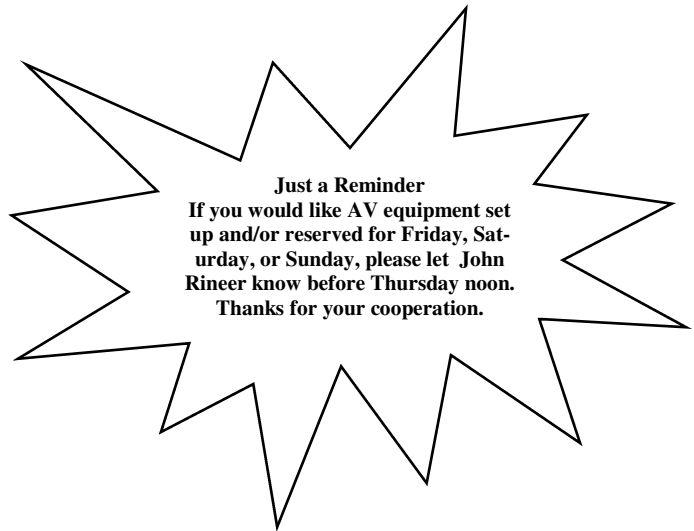 Just a Reminder
If you would like AV equipment set
up and/or reserved for Friday, Sat-
urday, or Sunday, please let  John
Rineer know before Thursday noon.
Thanks for your cooperation.